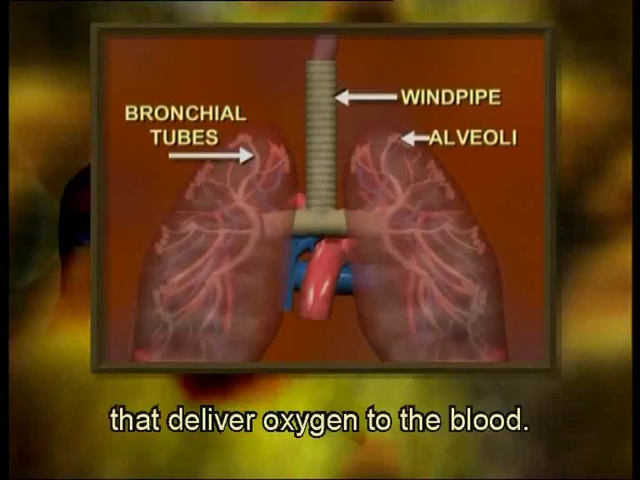 WINDPIPE
BRONCHIAL
TUBES
ALVEOLI
that deliver oxygen to the blood.